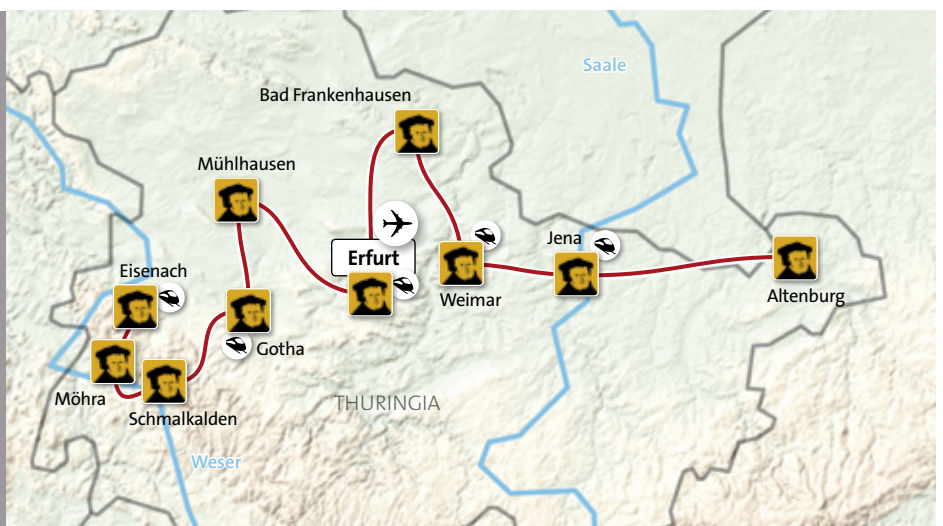 Saale
Bad Frankenhausen
Mühlhausen
Erfurt
Jena
Eisenach
Weimar
Altenburg
Gotha
Möhra
THURINGIA
Schmalkalden
Weser